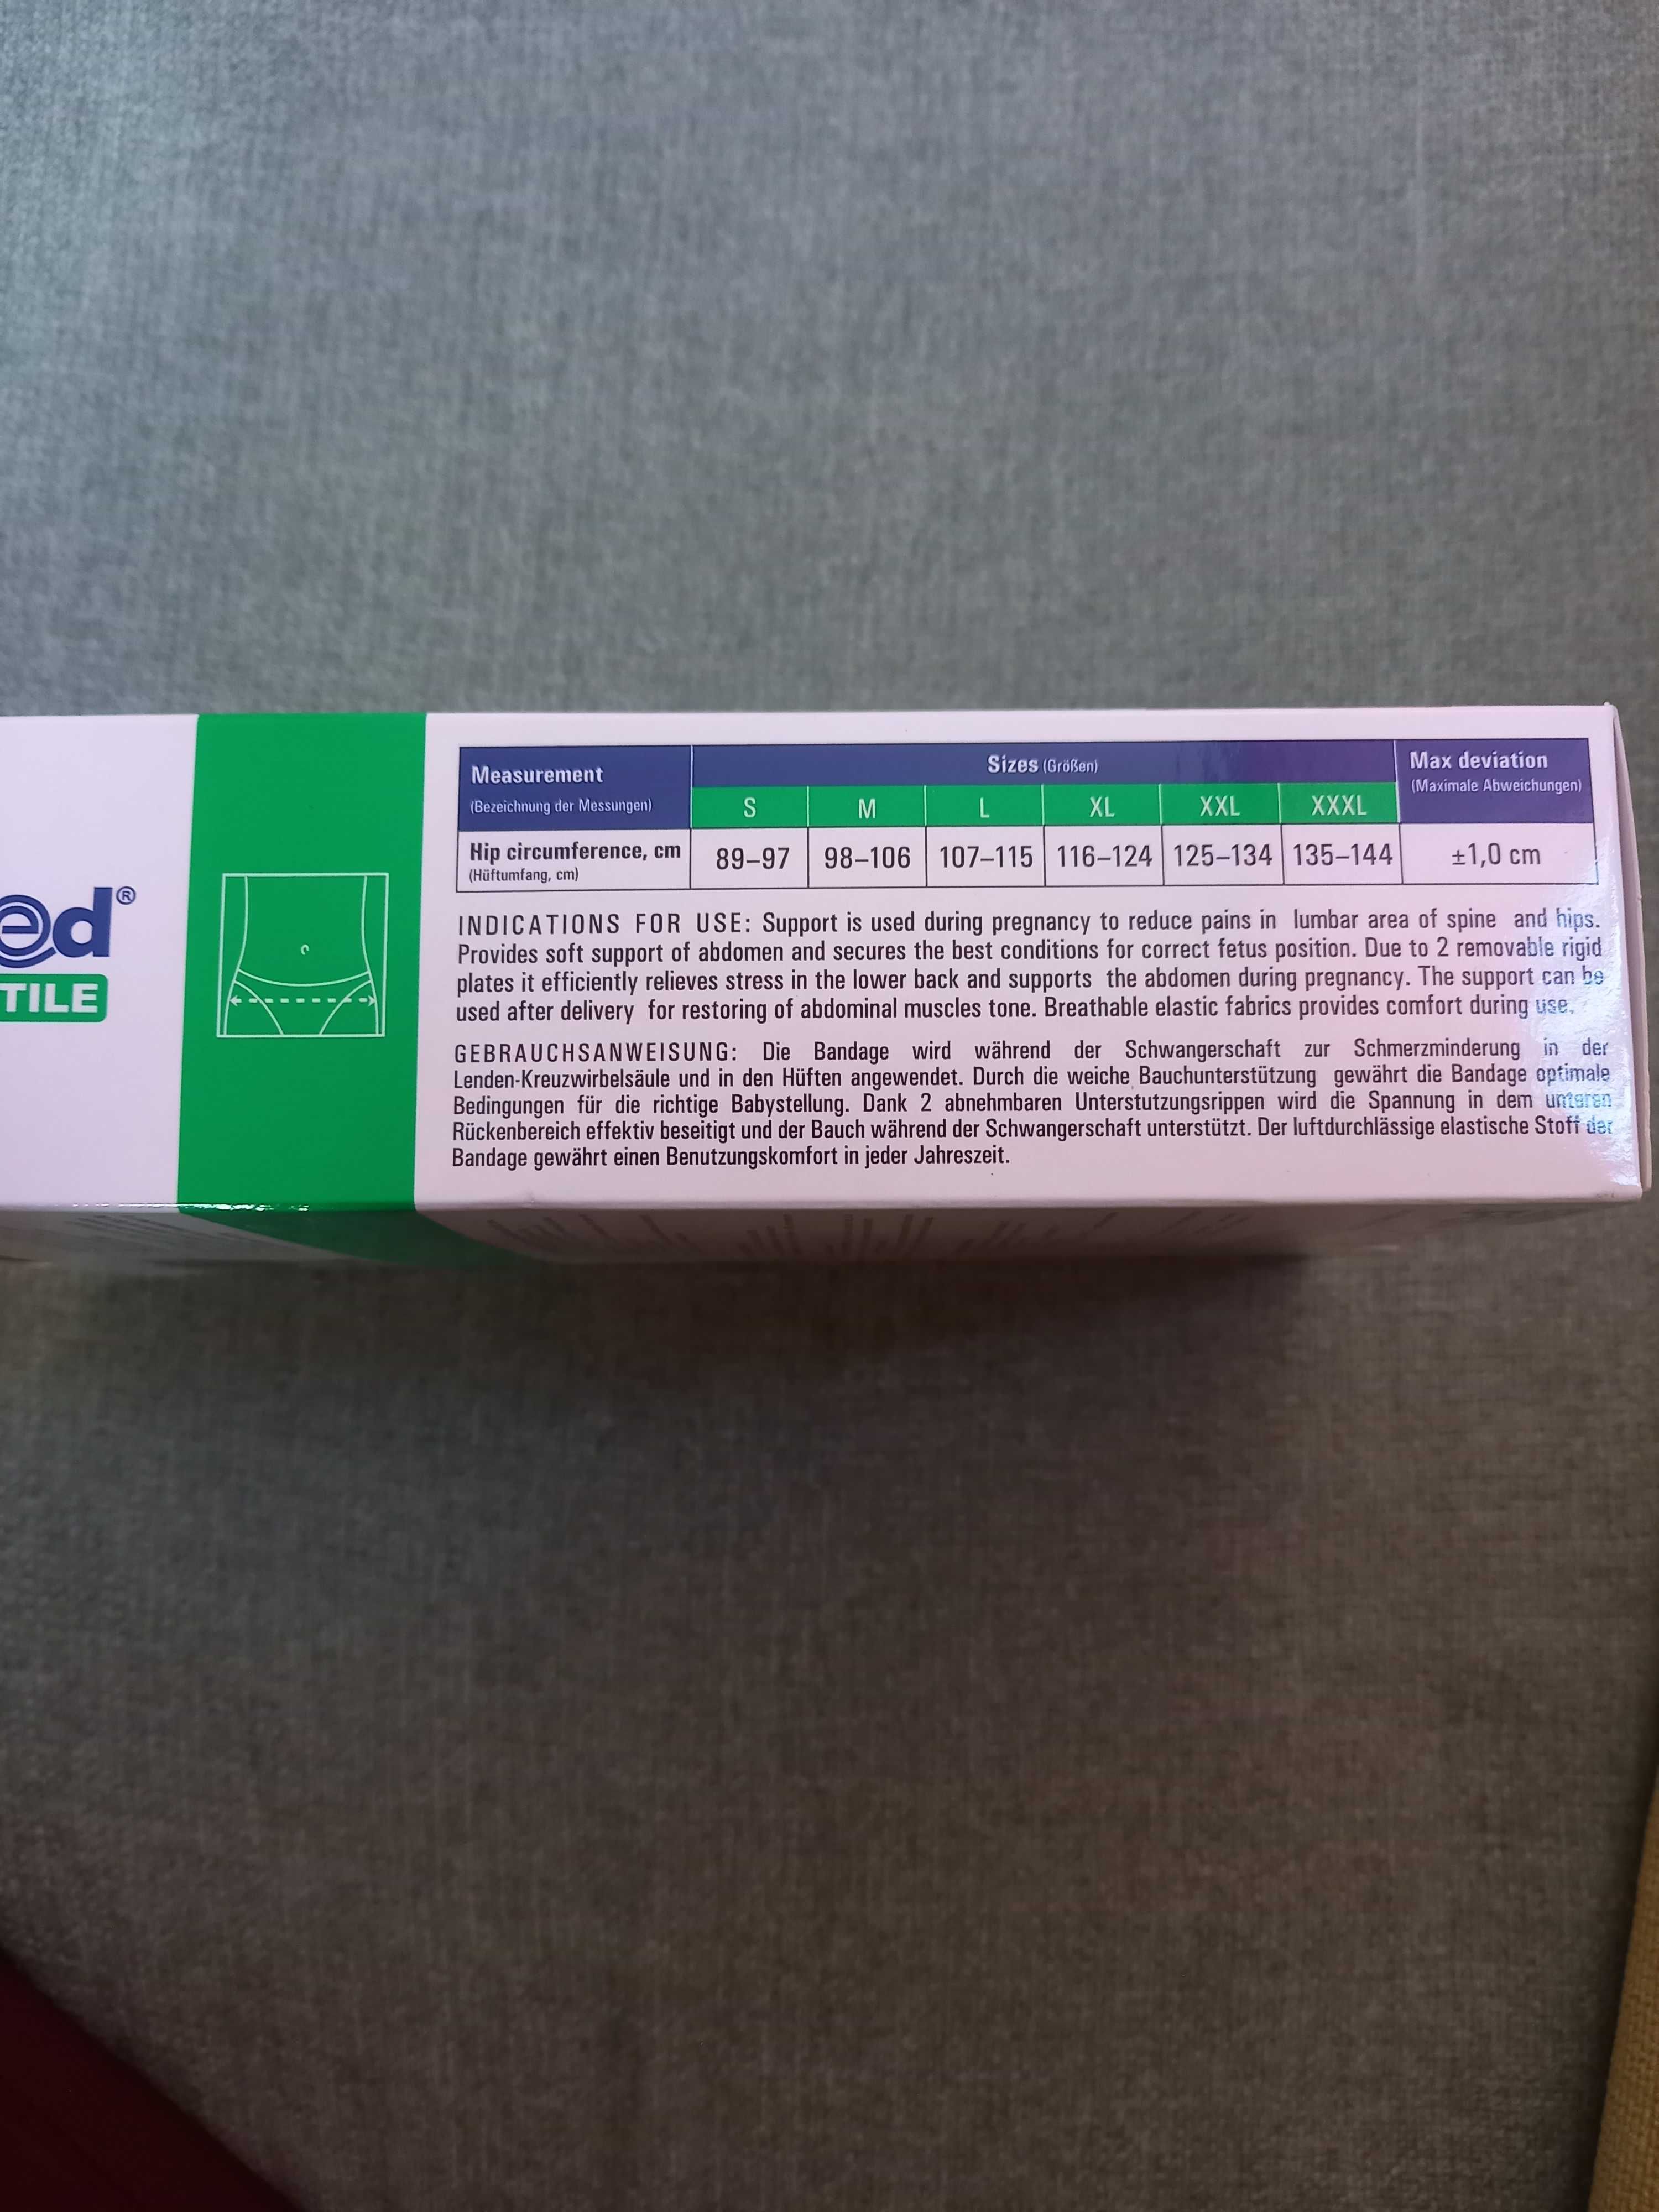 ed®
TILE
Measurement
(Bezeichnung der Messungen)
Sizes (Größen)
Max deviation
(Maximale Abweichungen)
S M L XL XXL XXXL
Hip circumference, cm
(Hüftumfang, cm)
89–97 98–106 107–115 116–124 125–134 135–144 ±1,0 cm
INDICATIONS FOR USE: Support is used during pregnancy to reduce pains in lumbar area of spine and hips.
Provides soft support of abdomen and secures the best conditions for correct fetus position. Due to 2 removable rigid
plates it efficiently relieves stress in the lower back and supports the abdomen during pregnancy. The support can be
used after delivery for restoring of abdominal muscles tone. Breathable elastic fabrics provides comfort during use.
GEBRAUCHSANWEISUNG: Die Bandage wird während der Schwangerschaft zur Schmerzminderung in der
Lenden-Kreuzwirbelsäule und in den Hüften angewendet. Durch die weiche Bauchunterstützung gewährt die Bandage optimale
Bedingungen für die richtige Babystellung. Dank 2 abnehmbaren Unterstutzungsrippen wird die Spannung in dem unteren
Rückenbereich effektiv beseitigt und der Bauch während der Schwangerschaft unterstützt. Der luftdurchlässige elastische Stoff der
Bandage gewährt einen Benutzungskomfort in jeder Jahreszeit.